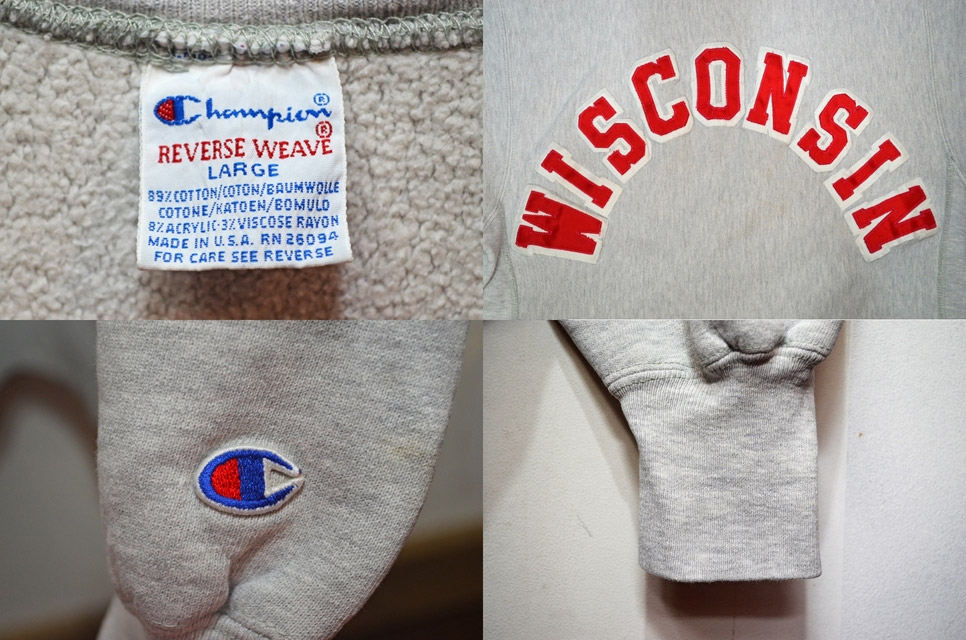 Champion®
REVERSE WEAVE®
LARGE
89% COTTON/COTON/BAUMWOLLE
COTONE/KATOEN/BOMULD
8% ACRYLIC·3% VISCOSE RAYON
MADE IN U.S.A. RN 26094
FOR CARE SEE REVERSE
WISCONSIN